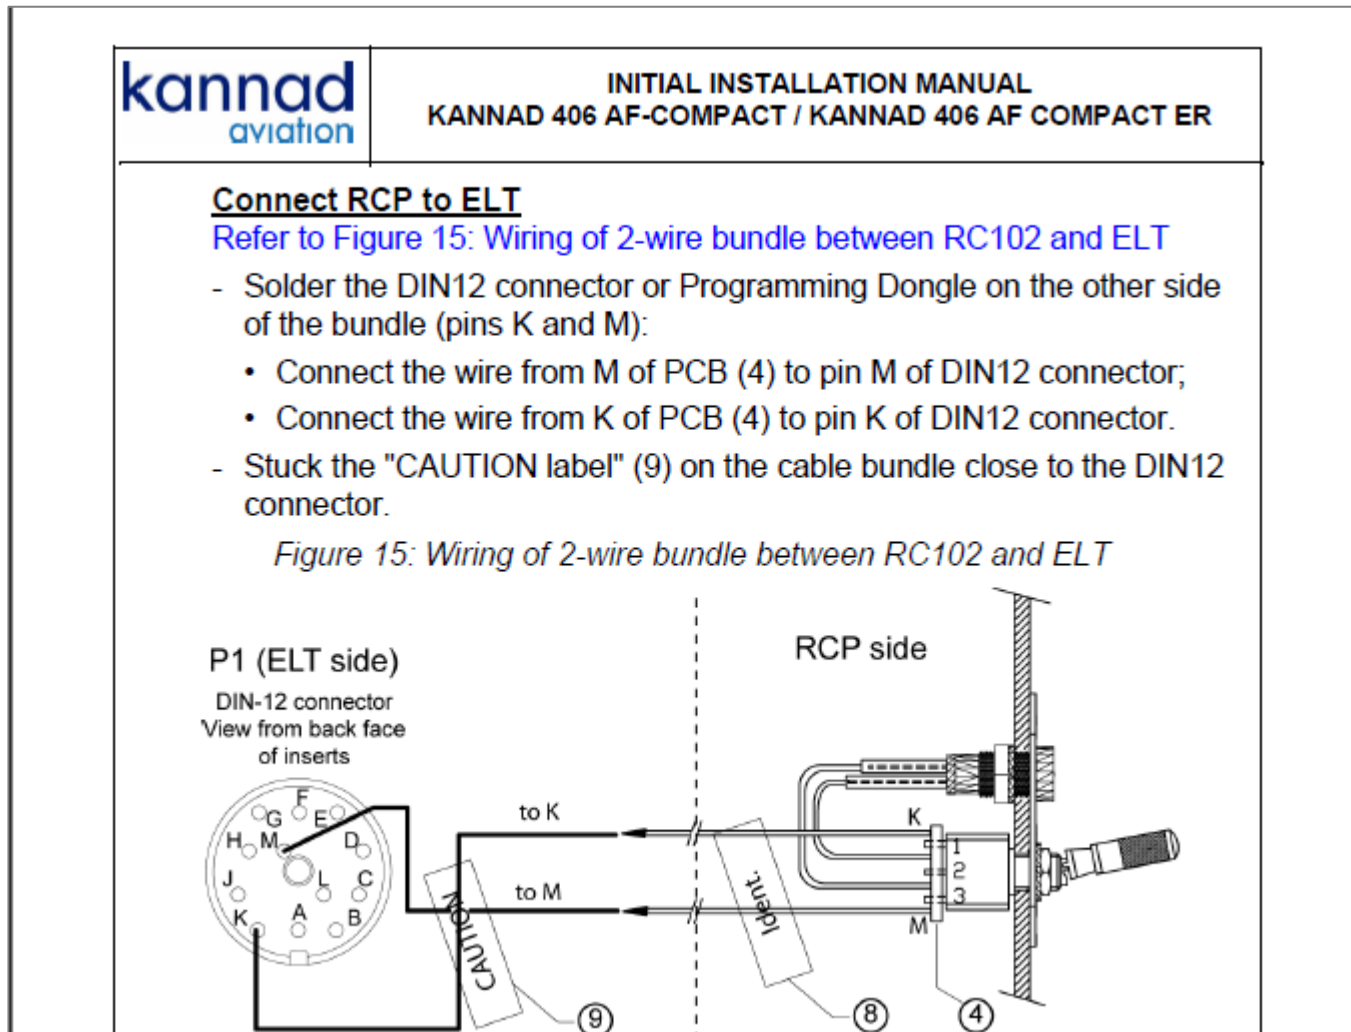 kannad
aviation
INITIAL INSTALLATION MANUAL
KANNAD 406 AF-COMPACT / KANNAD 406 AF COMPACT ER
Connect RCP to ELT
Refer to Figure 15: Wiring of 2-wire bundle between RC102 and ELT
- Solder the DIN12 connector or Programming Dongle on the other side
of the bundle (pins K and M):
• Connect the wire from M of PCB (4) to pin M of DIN12 connector;
• Connect the wire from K of PCB (4) to pin K of DIN12 connector.
- Stuck the "CAUTION label" (9) on the cable bundle close to the DIN12
connector.
Figure 15: Wiring of 2-wire bundle between RC102 and ELT
P1 (ELT side)
DIN-12 connector
View from back face
of inserts
RCP side
F
G E
H M D
J L C
K A B
to K
to M
CAUTION
Ident.
K
1
2
3
M
9
8
4